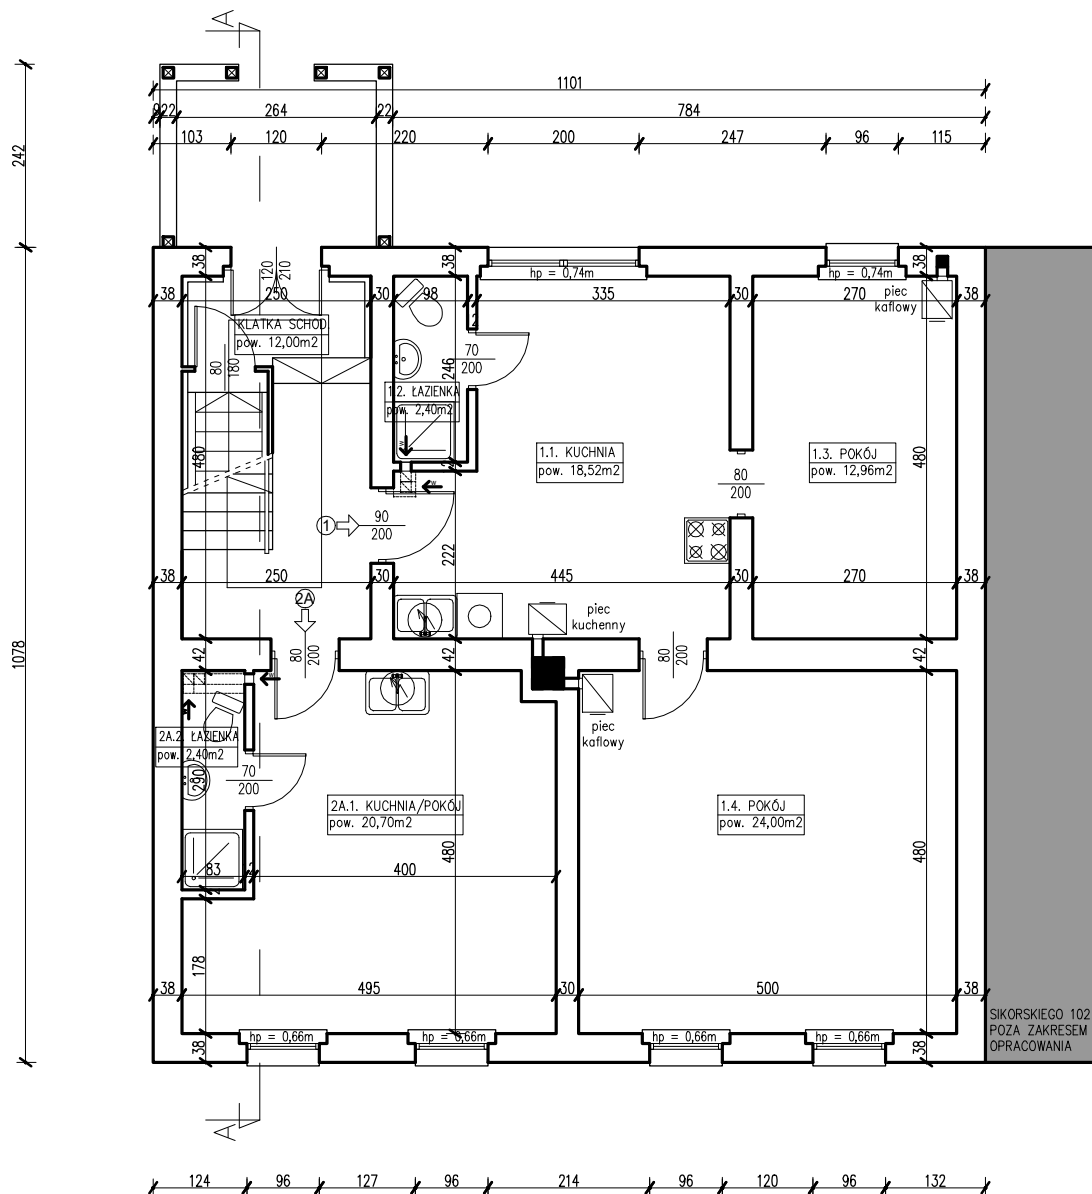 A
1101
9
22
264
22
784
103
120
220
200
247
96
115
242
38
120
210
38
hp = 0,74m
hp = 0,74m
38
38
250
30
98
335
30
270
38
piec
kaflowy
KLATKA SCHOD.
pow. 12,00m2
80
180
70
200
246
1.2. ŁAZIENKA
pow. 2,40m2
480
1.1. KUCHNIA
pow. 18,52m2
1.3. POKÓJ
pow. 12,96m2
480
80
200
1
90
200
222
38
250
30
445
30
270
38
2A
piec
kuchenny
1078
42
80
200
42
80
200
42
piec
kaflowy
2A.2. ŁAZIENKA
pow. 2,40m2
290
70
200
2A.1. KUCHNIA/POKÓJ
pow. 20,70m2
1.4. POKÓJ
pow. 24,00m2
480
480
83
400
178
38
495
30
500
38
SIKORSKIEGO 102
POZA ZAKRESEM
OPRACOWANIA
38
hp = 0,66m
hp = 0,66m
hp = 0,66m
hp = 0,66m
38
A
124
96
127
96
214
96
120
96
132